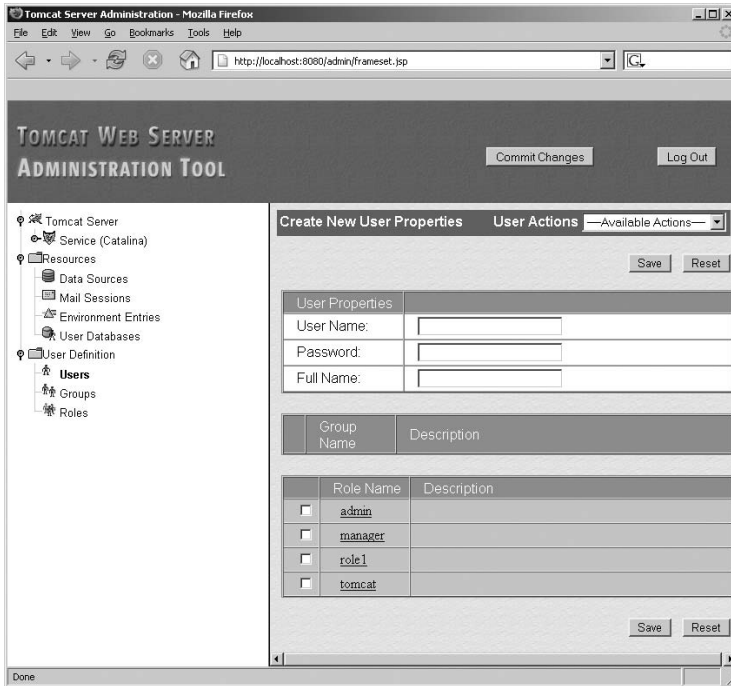 Tomcat Server Administration - Mozilla Firefox
File Edit View Go Bookmarks Tools Help
http://localhost:8080/admin/frameset.jsp
G
TOMCAT WEB SERVER
ADMINISTRATION TOOL
Commit Changes
Log Out
Tomcat Server
Service (Catalina)
Resources
Data Sources
Mail Sessions
Environment Entries
User Databases
User Definition
Users
Groups
Roles
Create New User Properties
User Actions
—Available Actions—
Save
Reset
User Properties
User Name:
Password:
Full Name:
Group Name
Description
Role Name
Description
admin
manager
role1
tomcat
Save
Reset
Done